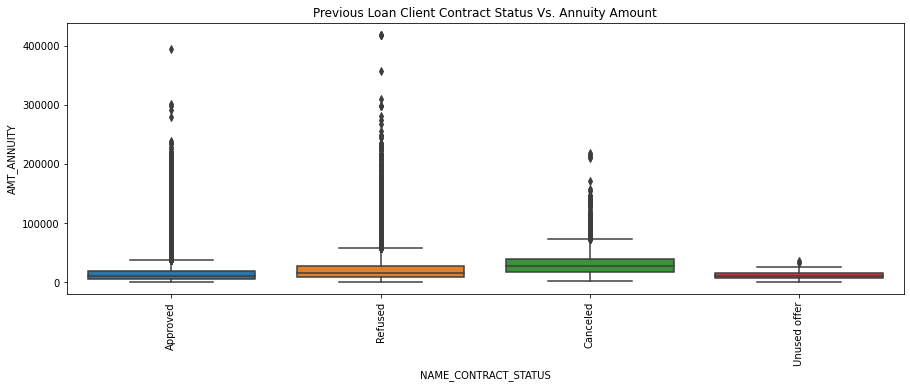 Previous Loan Client Contract Status Vs. Annuity Amount
400000
300000
200000
100000
0
AMT_ANNUITY
Approved
Refused
Canceled
Unused offer
NAME_CONTRACT_STATUS